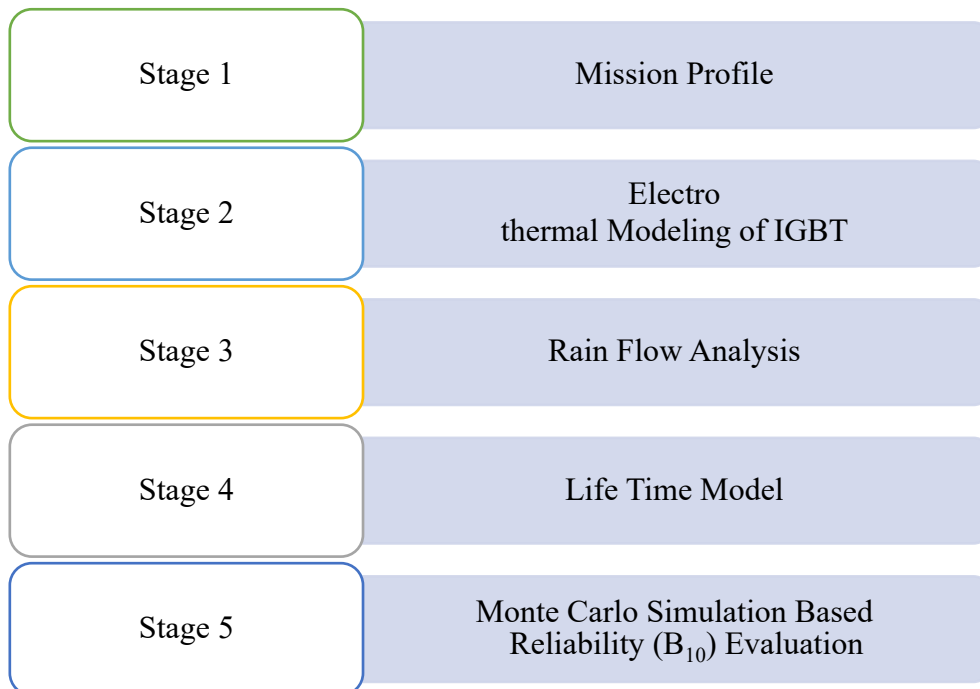 Stage 1
Mission Profile
Stage 2
Electro
thermal Modeling of IGBT
Stage 3
Rain Flow Analysis
Stage 4
Life Time Model
Stage 5
Monte Carlo Simulation Based
Reliability (B₁₀) Evaluation